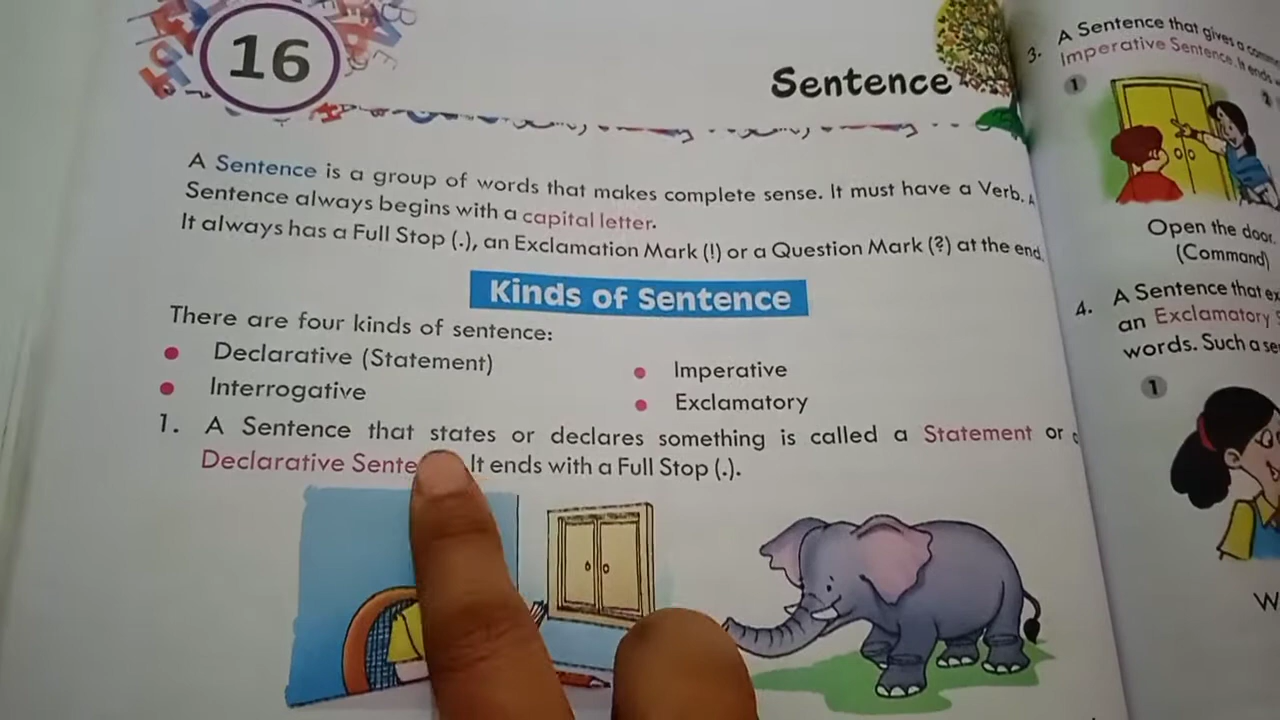 16
Sentence
A Sentence is a group of words that makes complete sense. It must have a Verb. A
Sentence always begins with a capital letter.
It always has a Full Stop (.), an Exclamation Mark (!) or a Question Mark (?) at the end.
Kinds of Sentence
There are four kinds of sentence:
Declarative (Statement)
Interrogative
Imperative
Exclamatory
1. A Sentence that states or declares something is called a Statement or
Declarative It ends with a Full Stop (.).
3. A Sentence that gives a
Imperative Sentence. It ends
1
2
Open the door.
(Command)
4. A Sentence that
an Exclamatory
words. Such a
1